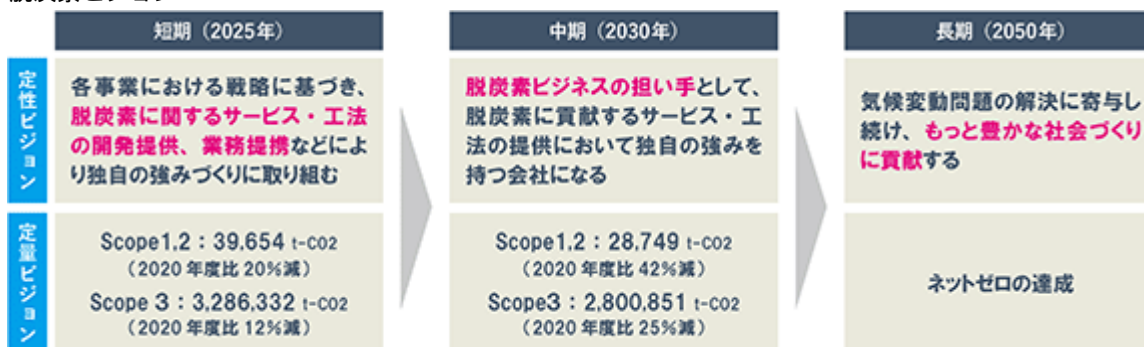 脱炭素ビジョン
短期（2025年）
中期（2030年）
長期（2050年）
定性ビジョン
各事業における戦略に基づき、
脱炭素に関するサービス・工法
の開発提供、業務提携などによ
り独自の強みづくりに取り組む
脱炭素ビジネスの担い手として、
脱炭素に貢献するサービス・工
法の提供において独自の強みを
持つ会社になる
気候変動問題の解決に寄与し
続け、もっと豊かな社会づくり
に貢献する
定量ビジョン
Scope1,2：39,654 t-CO2
（2020 年度比 20%減）
Scope 3：3,286,332 t-CO2
（2020 年度比 12%減）
Scope1,2：28,749 t-CO2
（2020 年度比 42%減）
Scope3：2,800,851 t-CO2
（2020 年度比 25%減）
ネットゼロの達成